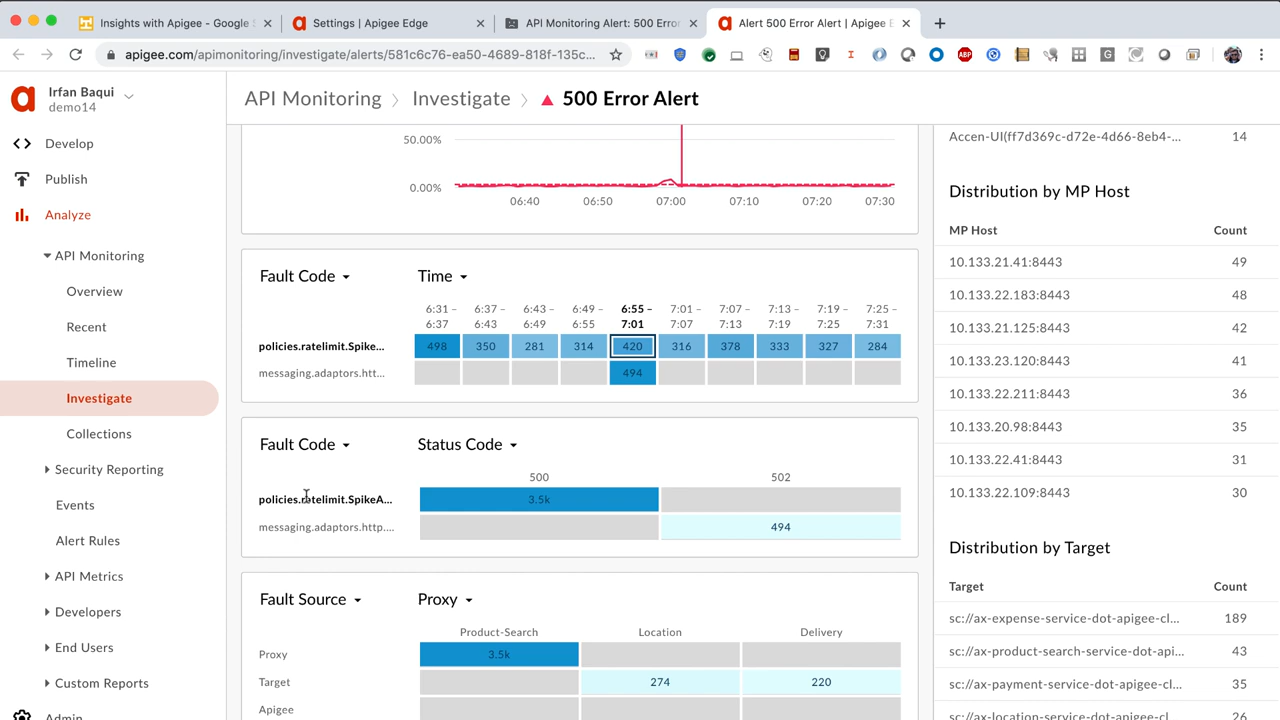 Insights with Apigee - Google S
Settings | Apigee Edge
API Monitoring Alert: 500 Error
Alert 500 Error Alert | Apigee E
apigee.com/apimonitoring/investigate/alerts/581c6c76-ea50-4689-818f-135c...
ABP
G
Irfan Baqui
demo14
API Monitoring
Investigate
500 Error Alert
Develop
Publish
Analyze
API Monitoring
Overview
Recent
Timeline
Investigate
Collections
Security Reporting
Events
Alert Rules
API Metrics
Developers
End Users
Custom Reports
Admin
50.00%
0.00%
06:40 06:50 07:00 07:10 07:20 07:30
Fault Code Time
6:31 – 6:37 – 6:43 – 6:49 – 6:55 – 7:01 – 7:07 – 7:13 – 7:19 – 7:25 –
6:37 6:43 6:49 6:55 7:01 7:07 7:13 7:19 7:25 7:31
policies.ratelimit.Spike... 498 350 281 314 420 316 378 333 327 284
messaging.adaptors.htt... 494
Fault Code Status Code
500 502
policies.ratelimit.SpikeA... 3.5k
messaging.adaptors.http.... 494
Fault Source Proxy
Product-Search Location Delivery
Proxy 3.5k
Target 274 220
Apigee
Accen-UI(ff7d369c-d72e-4d66-8eb4-... 14
Distribution by MP Host
MP Host Count
10.133.21.41:8443 49
10.133.22.183:8443 48
10.133.21.125:8443 42
10.133.23.120:8443 41
10.133.22.211:8443 36
10.133.20.98:8443 35
10.133.22.41:8443 31
10.133.22.109:8443 30
Distribution by Target
Target Count
sc://ax-expense-service-dot-apigee-cl... 189
sc://ax-product-search-service-dot-api... 43
sc://ax-payment-service-dot-apigee-cl... 35
sc://ax-location-service-dot-apigee-cl... 26